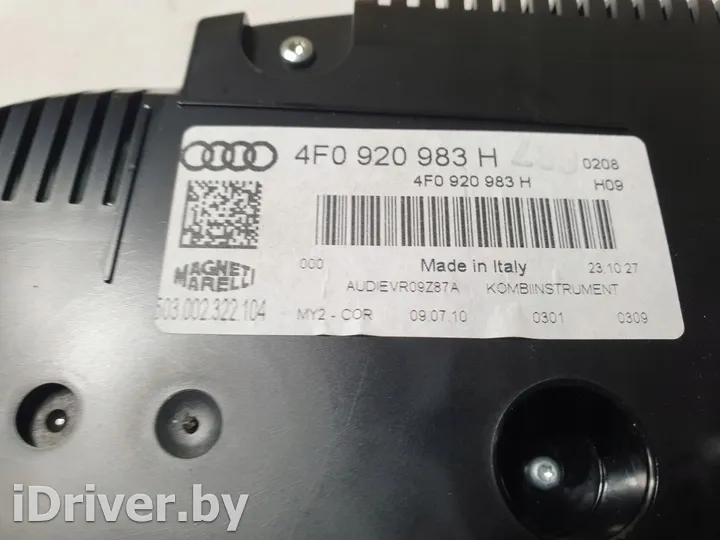 4F0 920 983 H 0208
4F0 920 983 H H09
000 Made in Italy 23:10:27
MAGNETI
MARELLI
AUDIEVR09Z87A KOMBIINSTRUMENT
503.002.322.104 MY2 - COR 09.07.10 0301 0309
iDriver.by